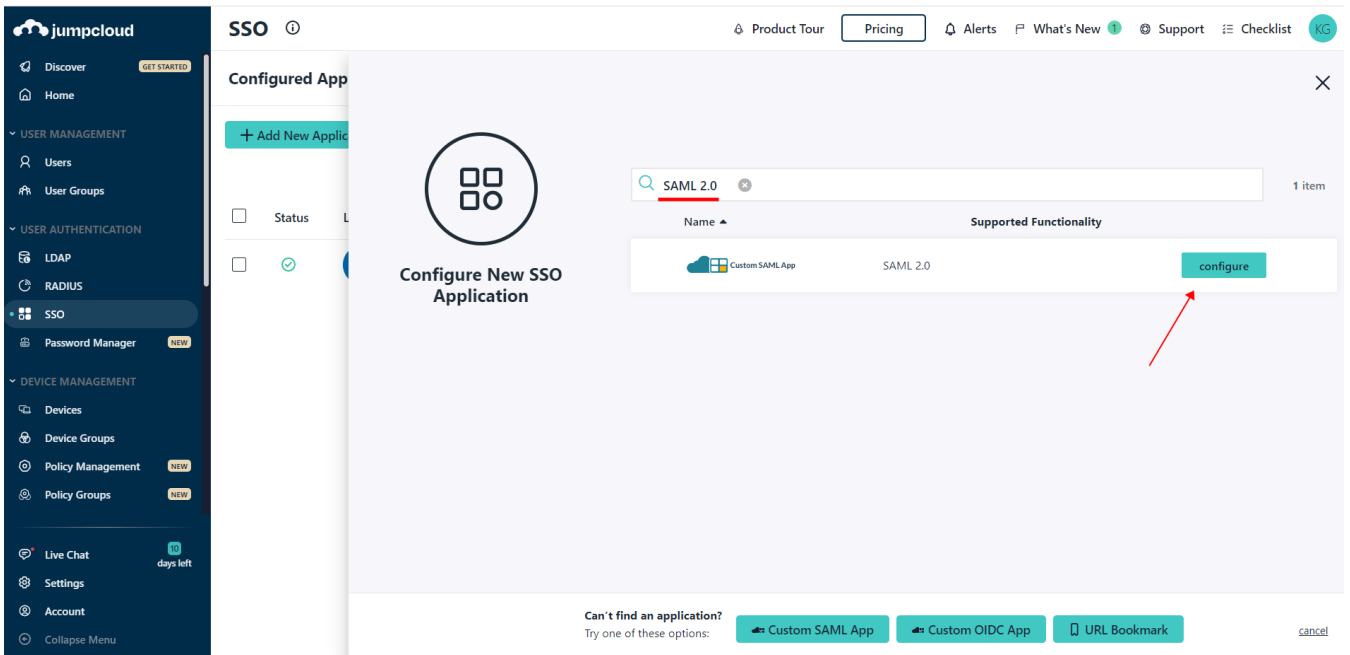 jumpcloud
Discover GET STARTED
Home
USER MANAGEMENT
Users
User Groups
USER AUTHENTICATION
LDAP
RADIUS
SSO
Password Manager NEW
DEVICE MANAGEMENT
Devices
Device Groups
Policy Management NEW
Policy Groups NEW
Live Chat 10 days left
Settings
Account
Collapse Menu
SSO
Product Tour Pricing Alerts What's New 1 Support Checklist KG
Configured App
+ Add New Applic
Status L
Configure New SSO
Application
SAML 2.0
1 item
Name Supported Functionality
Custom SAML App SAML 2.0 configure
Can't find an application?
Try one of these options:
Custom SAML App Custom OIDC App URL Bookmark
cancel